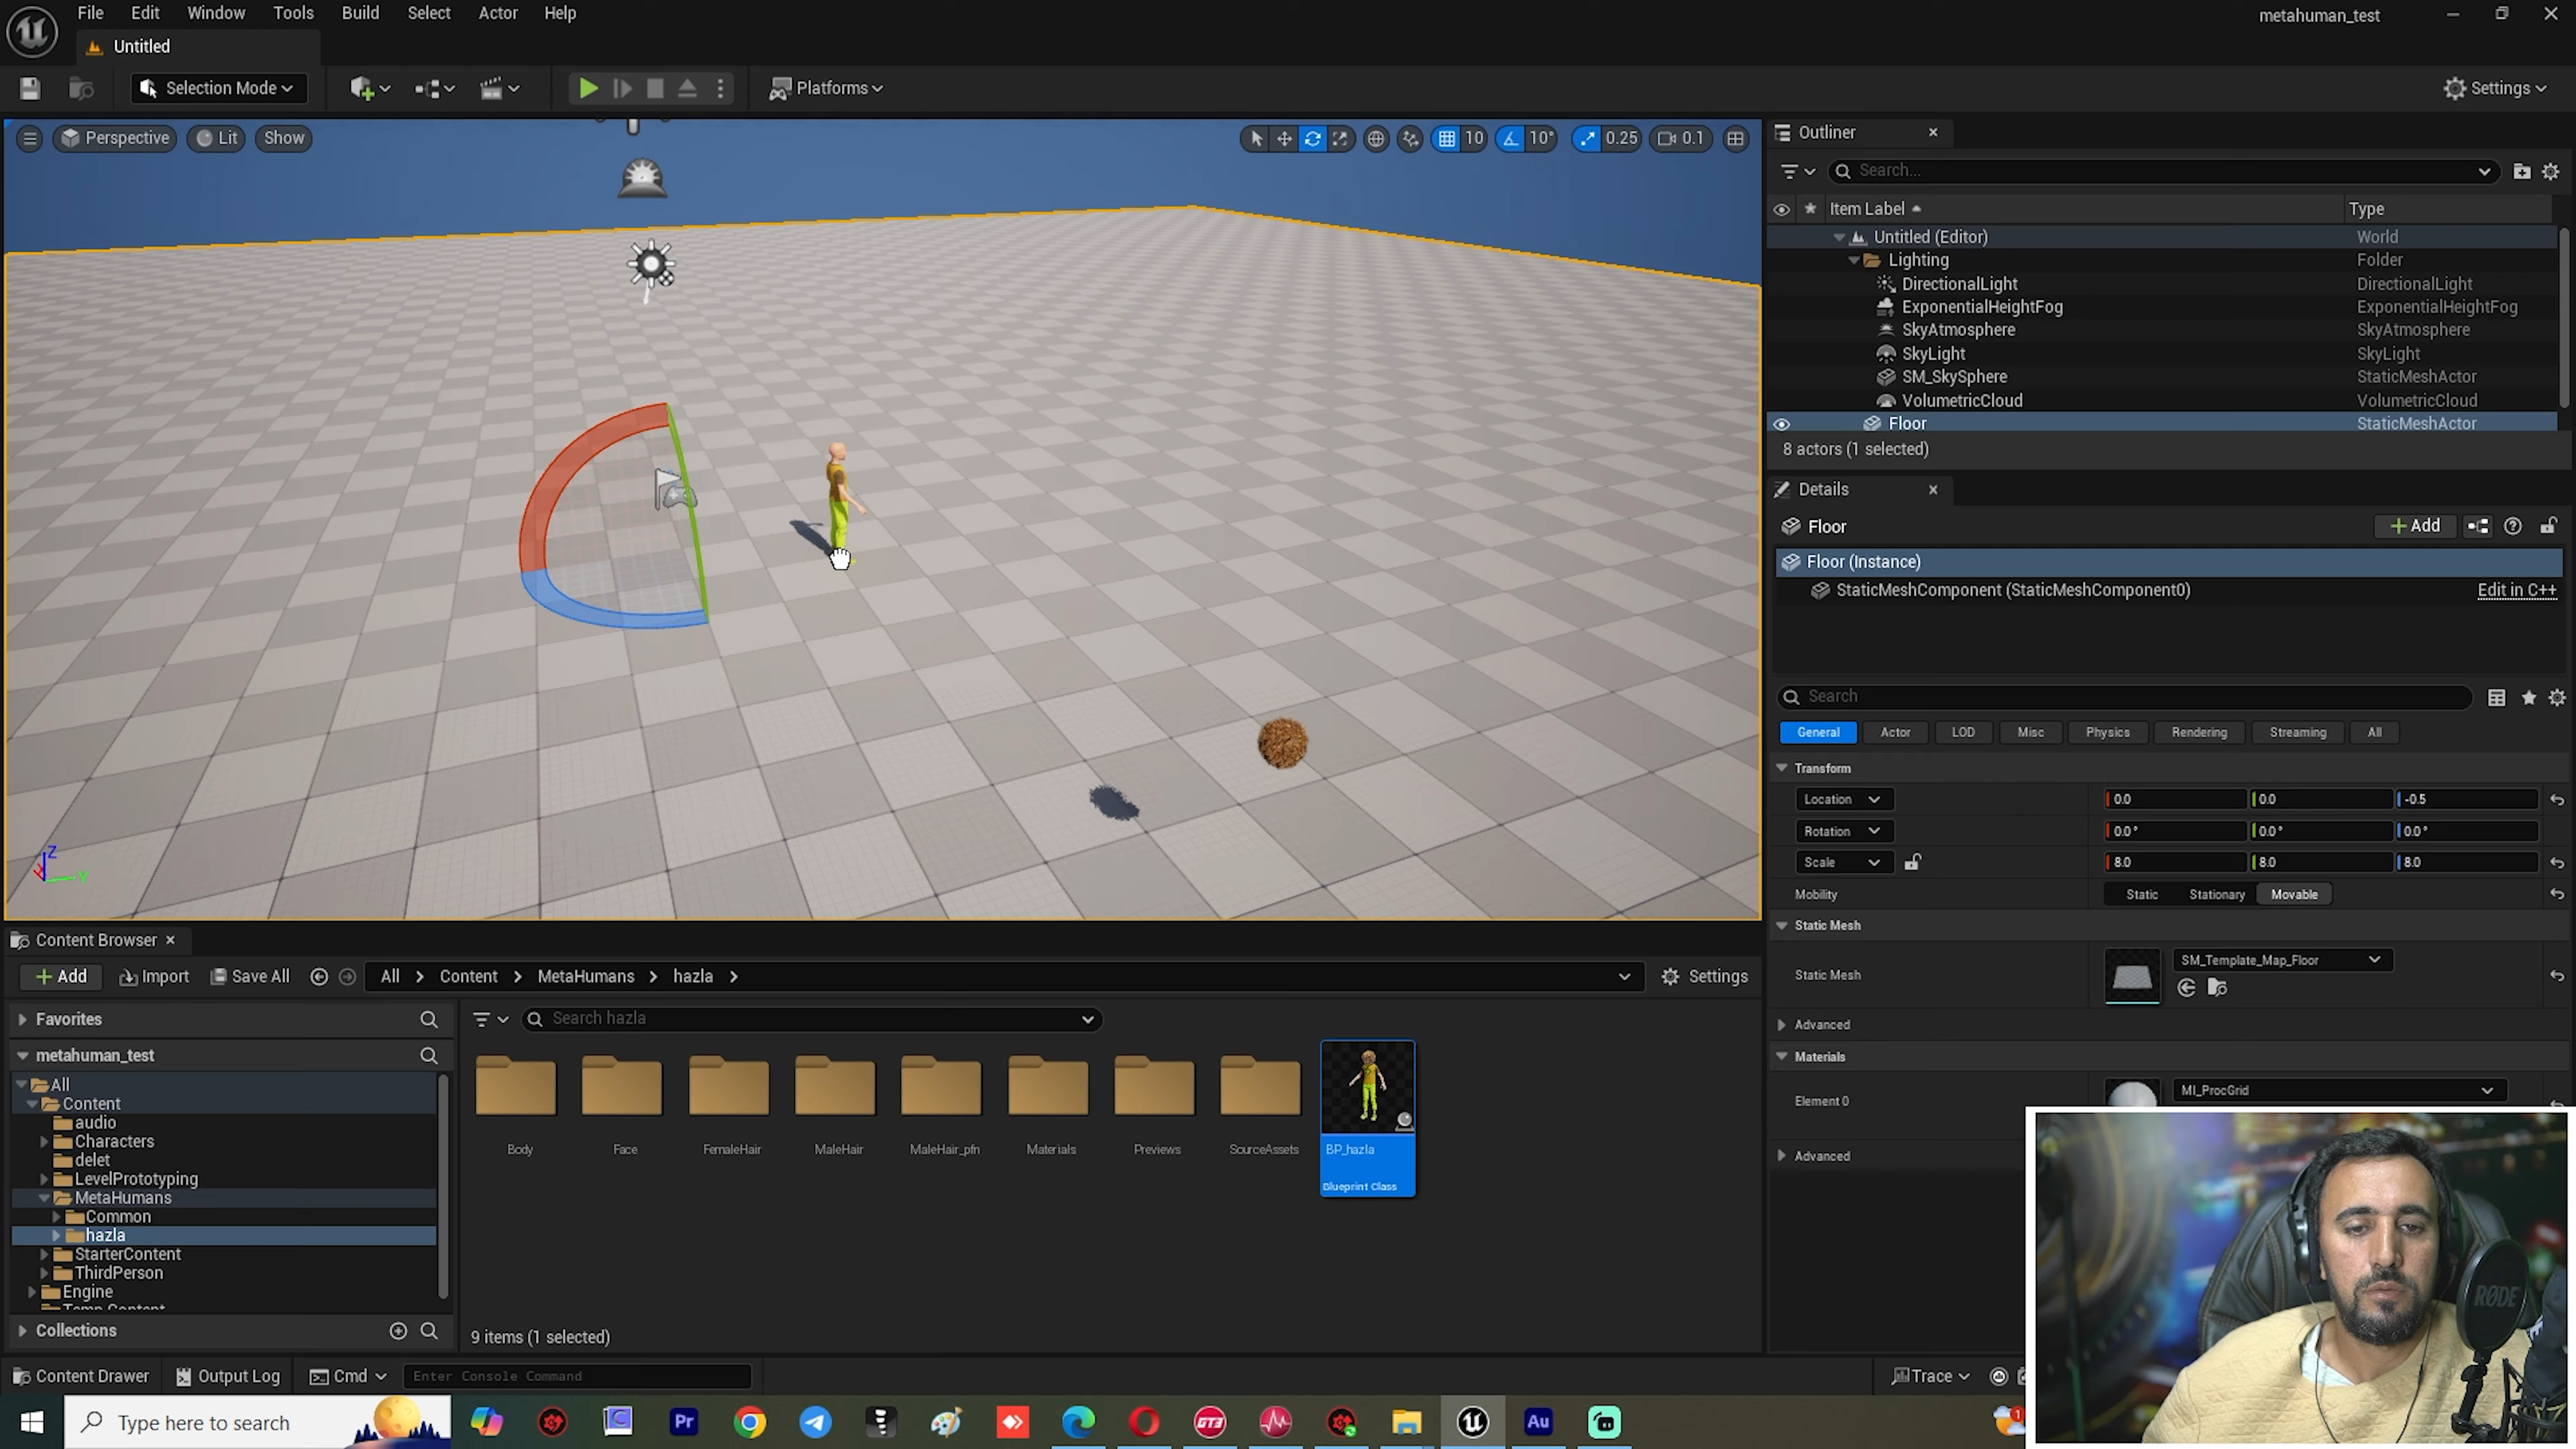 File Edit Window Tools Build Select Actor Help
metahuman_test
Untitled
Selection Mode
Platforms
Settings
Perspective Lit Show
10 10° 0.25 0.1
Outliner
Search...
Item Label Type
Untitled (Editor) World
Lighting Folder
DirectionalLight DirectionalLight
ExponentialHeightFog ExponentialHeightFog
SkyAtmosphere SkyAtmosphere
SkyLight SkyLight
SM_SkySphere StaticMeshActor
VolumetricCloud VolumetricCloud
Floor StaticMeshActor
8 actors (1 selected)
Details
Floor
Add
Floor (Instance)
StaticMeshComponent (StaticMeshComponent0) Edit in C++
Search
General Actor LOD Misc Physics Rendering Streaming All
Transform
Location 0.0 0.0 -0.5
Rotation 0.0° 0.0° 0.0°
Scale 8.0 8.0 8.0
Mobility Static Stationary Movable
Static Mesh
Static Mesh SM_Template_Map_Floor
Advanced
Materials
Element 0 MI_ProcGrid
Advanced
Z
Y
Content Browser
Add Import Save All All Content MetaHumans hazla Settings
Favorites
Search hazla
metahuman_test
All
Content
audio
Characters
delet
LevelPrototyping
MetaHumans
Common
hazla
StarterContent
ThirdPerson
Engine
Collections
Body Face FemaleHair MaleHair MaleHair_pfn Materials Previews SourceAssets BP_hazla
Blueprint Class
9 items (1 selected)
Content Drawer Output Log Cmd Enter Console Command
Trace
Type here to search
Pr
GT3
Au
1
RØDE